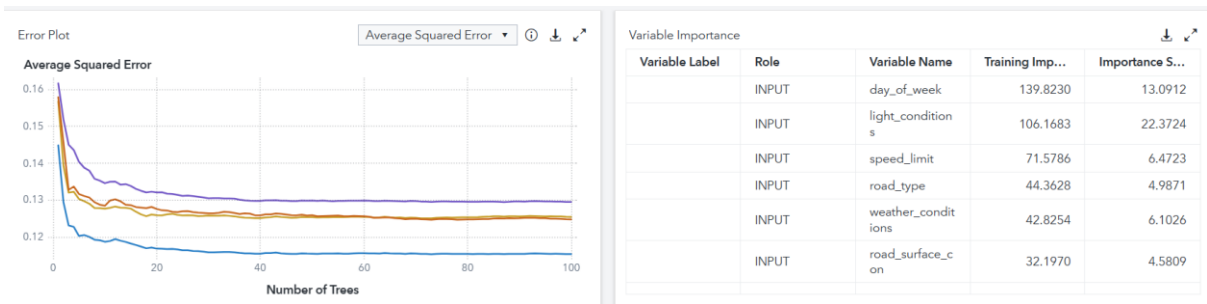 Error Plot
Average Squared Error
Average Squared Error
0.16
0.15
0.14
0.13
0.12
0 20 40 60 80 100
Number of Trees
Variable Importance
Variable Label Role Variable Name Training Imp... Importance S...
INPUT day_of_week 139.8230 13.0912
INPUT light_condition
s 106.1683 22.3724
INPUT speed_limit 71.5786 6.4723
INPUT road_type 44.3628 4.9871
INPUT weather_condit
ions 42.8254 6.1026
INPUT road_surface_c
on 32.1970 4.5809